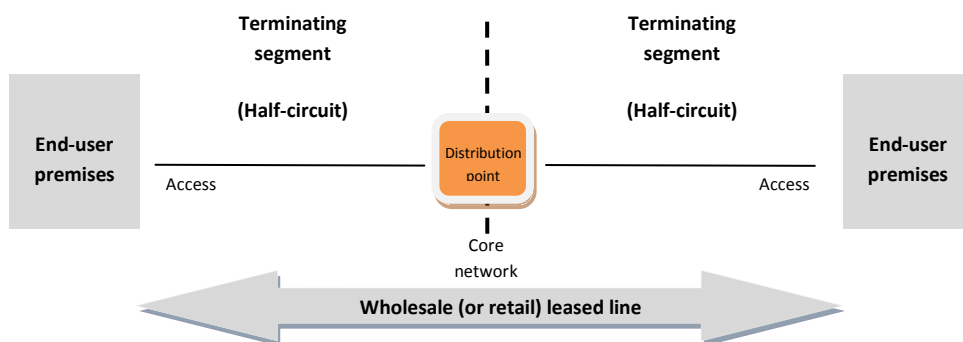 Terminating
segment
(Half-circuit)
Terminating
segment
(Half-circuit)
End-user
premises
Distribution
point
End-user
premises
Access
Access
Core
network
Wholesale (or retail) leased line